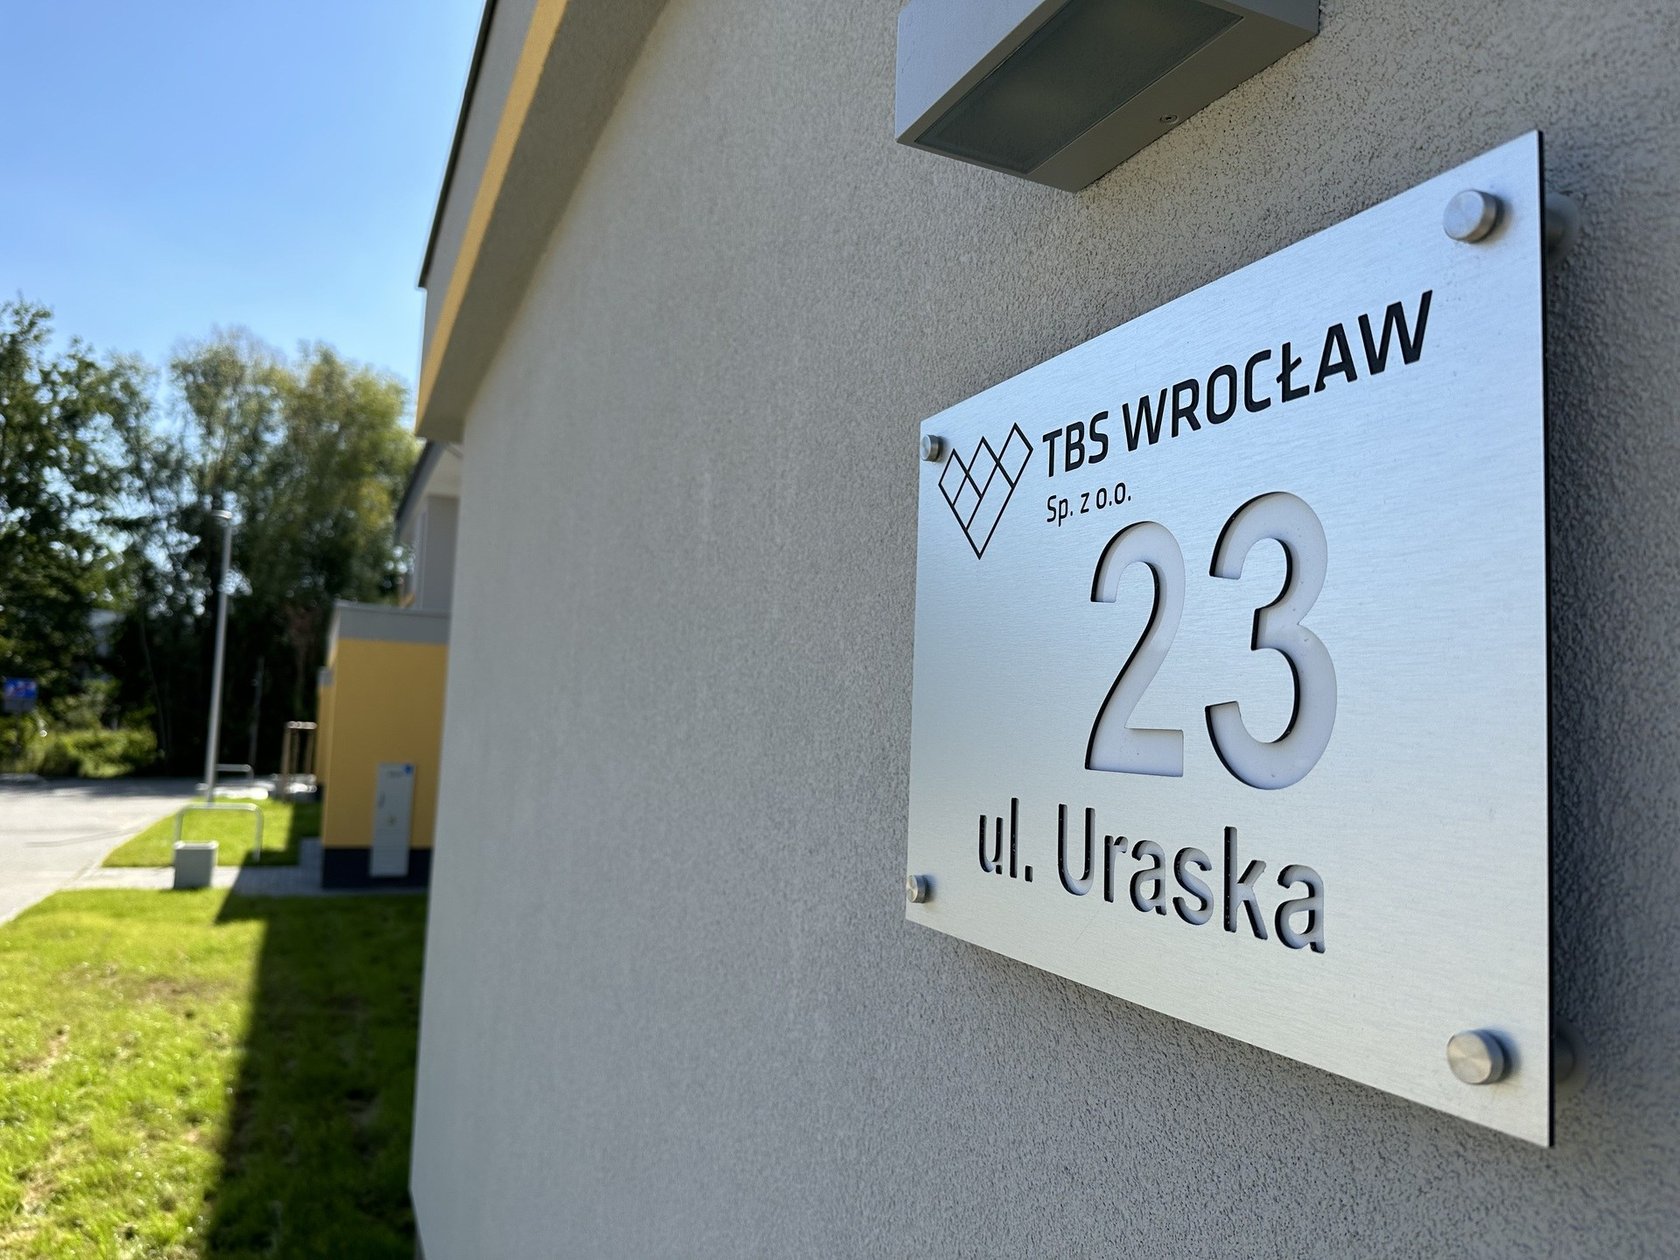 TBS WROCŁAW
Sp. z o.o.
23
ul. Uraska